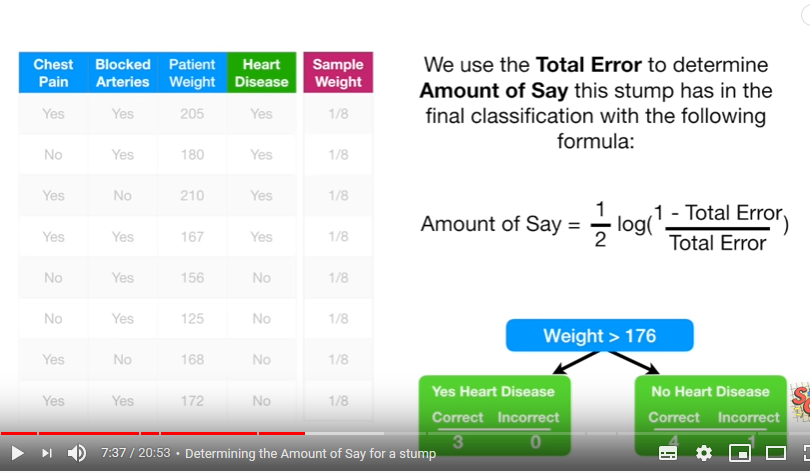 Chest Pain Blocked Arteries Patient Weight Heart Disease Sample Weight
Yes Yes 205 Yes 1/8
No Yes 180 Yes 1/8
Yes No 210 Yes 1/8
Yes Yes 167 Yes 1/8
No Yes 156 No 1/8
No Yes 125 No 1/8
Yes No 168 No 1/8
Yes Yes 172 No 1/8
We use the Total Error to determine
Amount of Say this stump has in the
final classification with the following
formula:
Amount of Say = 1/2 log(1 - Total Error / Total Error)
Weight > 176
Yes Heart Disease
Correct Incorrect
3 0
No Heart Disease
Correct Incorrect
4 1
7:37 / 20:53 • Determining the Amount of Say for a stump